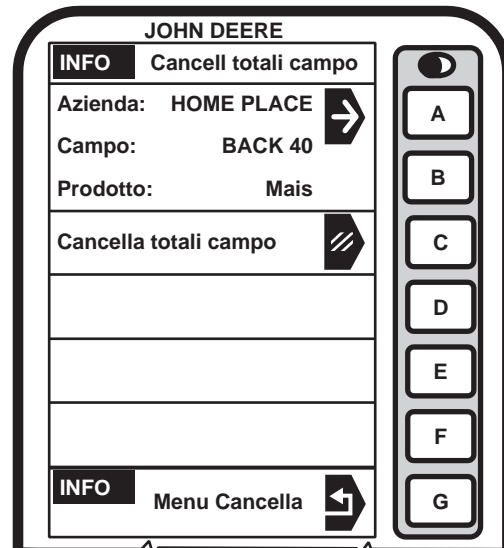 JOHN DEERE
INFO Cancell totali campo
Azienda: HOME PLACE
Campo: BACK 40
Prodotto: Mais
Cancella totali campo
INFO Menu Cancella
A
B
C
D
E
F
G